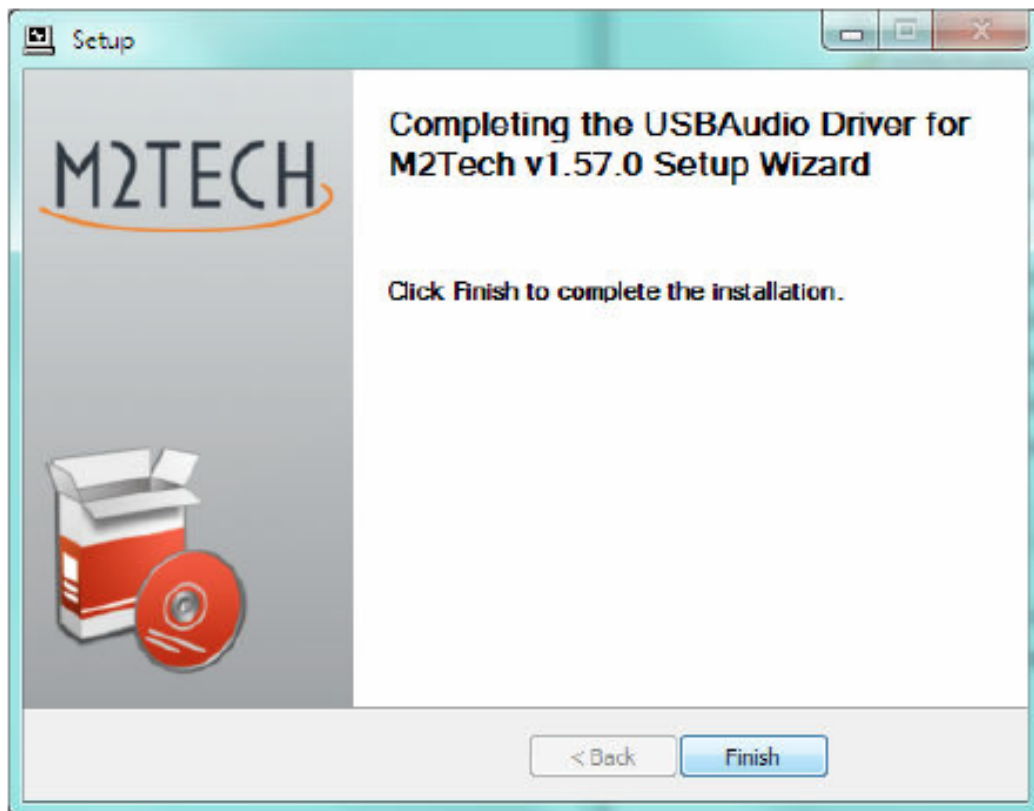 Setup
M2TECH
Completing the USBAudio Driver for
M2Tech v1.57.0 Setup Wizard
Click Finish to complete the installation.
< Back
Finish